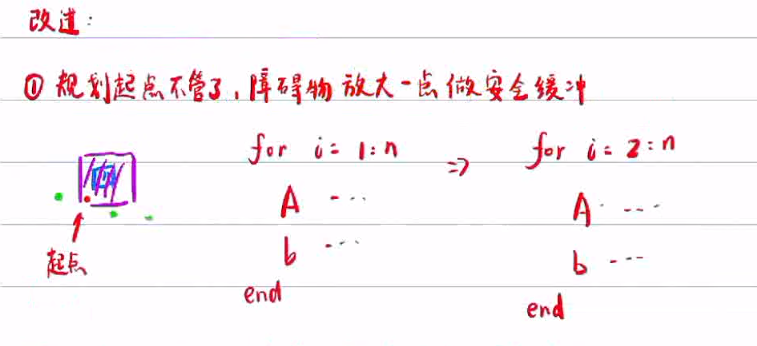 改进：
① 规划起点不管了，障碍物放大一点做安全缓冲
for i = 1:n ⇒ for i = 2:n
A ... A ...
起点 b ... b ...
end end